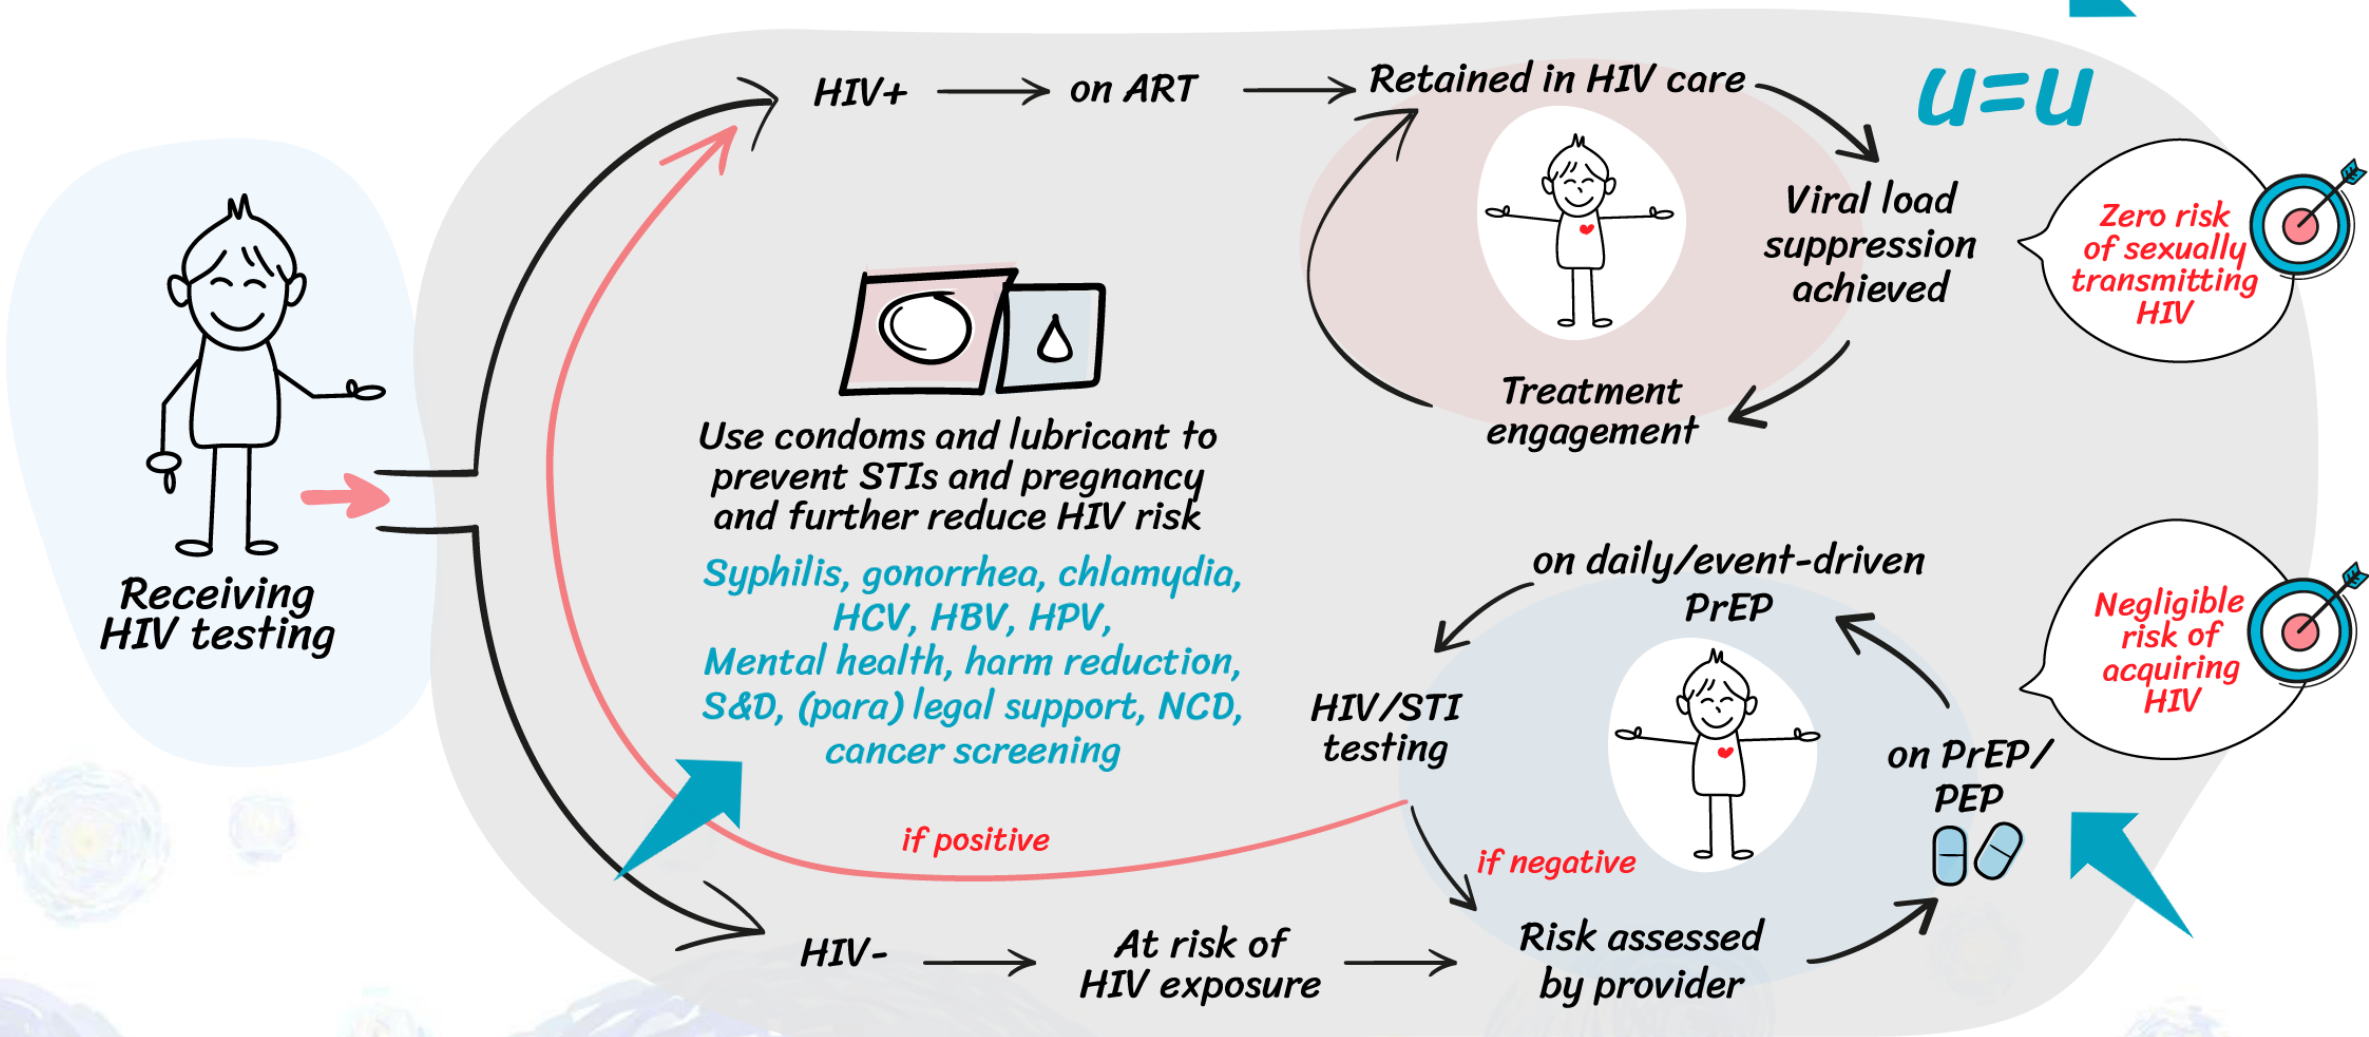 Receiving
HIV testing
HIV+
on ART
Retained in HIV care
u=u
Viral load
suppression
achieved
Zero risk
of sexually
transmitting
HIV
Treatment
engagement
Use condoms and lubricant to
prevent STIs and pregnancy
and further reduce HIV risk
Syphilis, gonorrhea, chlamydia,
HCV, HBV, HPV,
Mental health, harm reduction,
S&D, (para) legal support, NCD,
cancer screening
if positive
HIV-
At risk of
HIV exposure
Risk assessed
by provider
on PrEP/
PEP
on daily/event-driven
PrEP
HIV/STI
testing
if negative
Negligible
risk of
acquiring
HIV